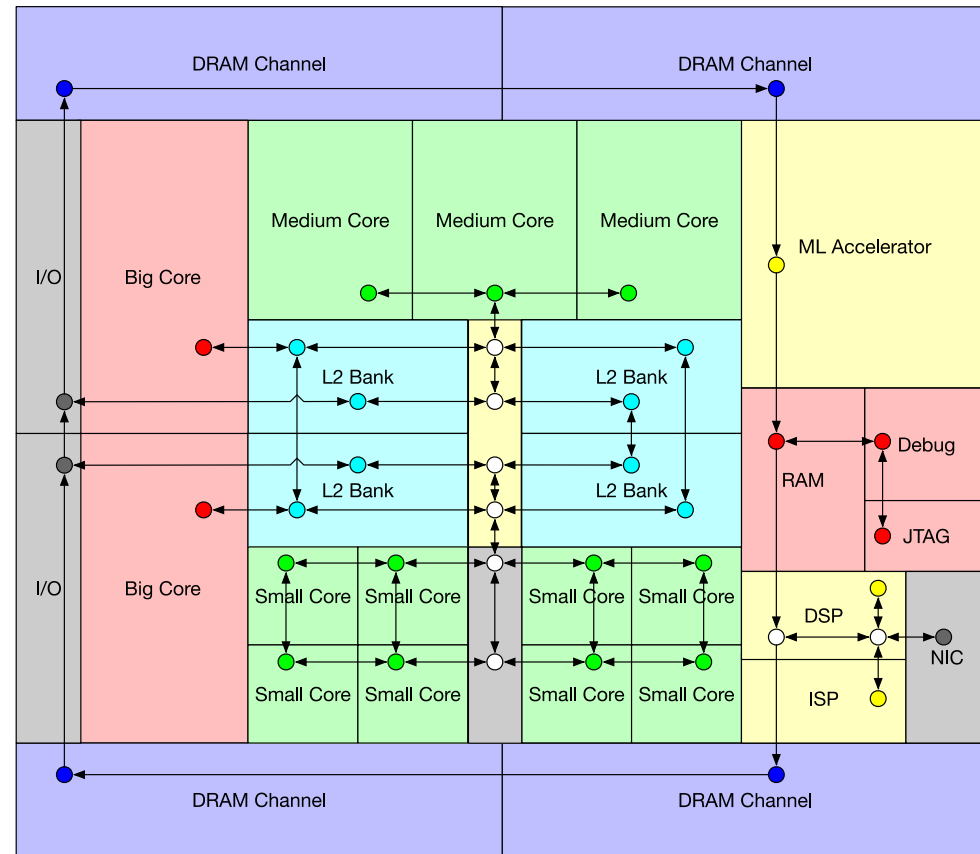 DRAM Channel
DRAM Channel
Medium Core
Medium Core
Medium Core
ML Accelerator
I/O
Big Core
L2 Bank
L2 Bank
Debug
RAM
L2 Bank
L2 Bank
JTAG
I/O
Big Core
Small Core
Small Core
Small Core
Small Core
DSP
NIC
Small Core
Small Core
Small Core
Small Core
ISP
DRAM Channel
DRAM Channel